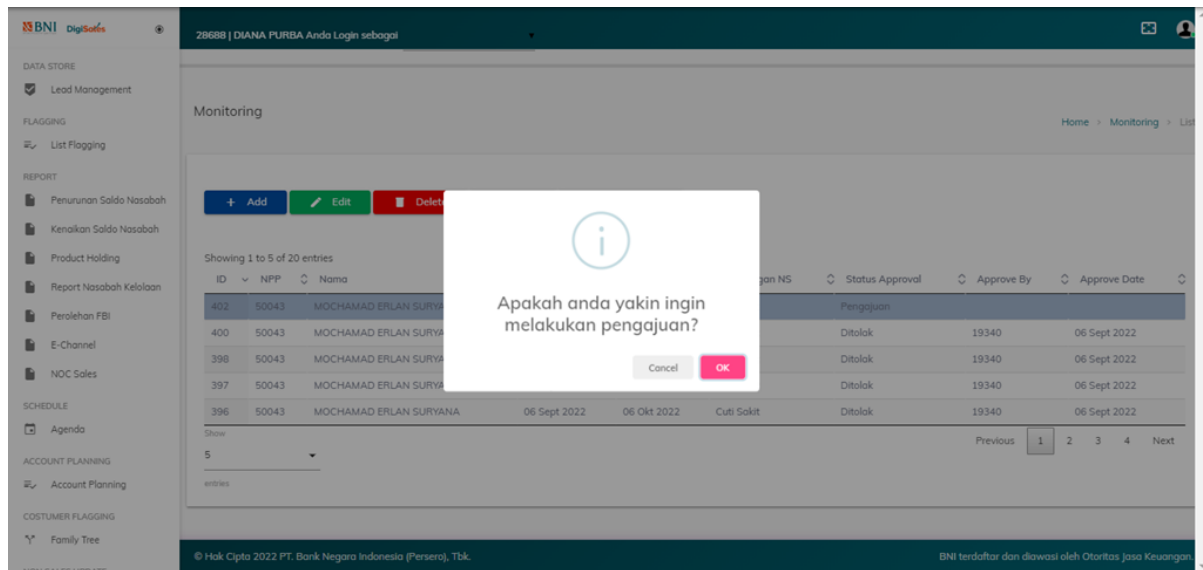 BNI DigiSales
28688 | DIANA PURBA Anda Login sebagai
DATA STORE
Lead Management
FLAGGING
List Flagging
REPORT
Penurunan Saldo Nasabah
Kenaikan Saldo Nasabah
Product Holding
Report Nasabah Kelolaan
Perolehan FBI
E-Channel
NOC Sales
SCHEDULE
Agenda
ACCOUNT PLANNING
Account Planning
COSTUMER FLAGGING
Family Tree
Monitoring
Home > Monitoring > List
+ Add Edit Delet
Showing 1 to 5 of 20 entries
ID NPP Nama gan NS Status Approval Approve By Approve Date
402 50043 MOCHAMAD ERLAN SURYA Pengajuan
400 50043 MOCHAMAD ERLAN SURYA Ditolak 19340 06 Sept 2022
398 50043 MOCHAMAD ERLAN SURYA Ditolak 19340 06 Sept 2022
397 50043 MOCHAMAD ERLAN SURYA Ditolak 19340 06 Sept 2022
396 50043 MOCHAMAD ERLAN SURYANA 06 Sept 2022 06 Okt 2022 Cuti Sakit Ditolak 19340 06 Sept 2022
Show
5
entries
Previous 1 2 3 4 Next
i
Apakah anda yakin ingin
melakukan pengajuan?
Cancel OK
© Hak Cipta 2022 PT. Bank Negara Indonesia (Persero), Tbk.
BNI terdaftar dan diawasi oleh Otoritas Jasa Keuangan.